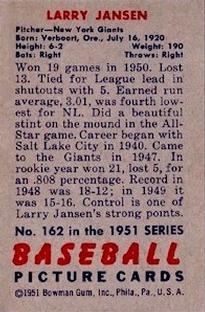 LARRY JANSEN
Pitcher—New York Giants
Born: Verboort, Ore., July 16, 1920
Height: 6-2 Weight: 190
Bats: Right Throws: Right
Won 19 games in 1950. Lost
13. Tied for League lead in
shutouts with 5. Earned run
average, 3.01, was fourth low-
est for NL. Did a beautiful
stint on the mound in the All-
Star game. Career began with
Salt Lake City in 1940. Came
to the Giants in 1947. In
rookie year won 21, lost 5, for
an .808 percentage. Record in
1948 was 18-12; in 1949 it
was 15-16. Control is one of
Larry Jansen's strong points.
No. 162 in the 1951 SERIES
BASEBALL
PICTURE CARDS
©1951 Bowman Gum, Inc., Phila., Pa., U. S. A.